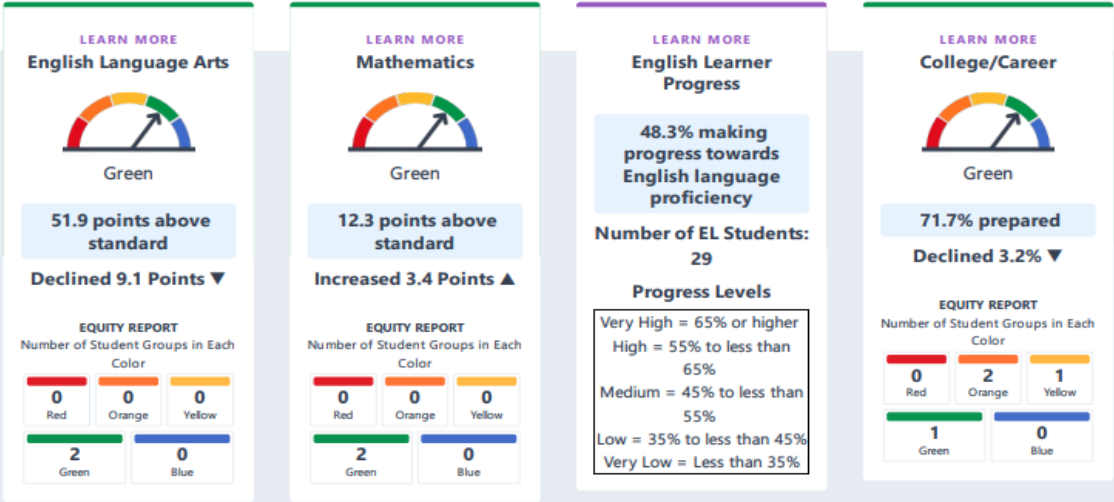 LEARN MORE
English Language Arts
Green
51.9 points above
standard
Declined 9.1 Points ▼
EQUITY REPORT
Number of Student Groups in Each
Color
0
Red
0
Orange
0
Yellow
2
Green
0
Blue
LEARN MORE
Mathematics
Green
12.3 points above
standard
Increased 3.4 Points ▲
EQUITY REPORT
Number of Student Groups in Each
Color
0
Red
0
Orange
0
Yellow
2
Green
0
Blue
LEARN MORE
English Learner
Progress
48.3% making
progress towards
English language
proficiency
Number of EL Students:
29
Progress Levels
Very High = 65% or higher
High = 55% to less than
65%
Medium = 45% to less than
55%
Low = 35% to less than 45%
Very Low = Less than 35%
LEARN MORE
College/Career
Green
71.7% prepared
Declined 3.2% ▼
EQUITY REPORT
Number of Student Groups in Each
Color
0
Red
2
Orange
1
Yellow
1
Green
0
Blue